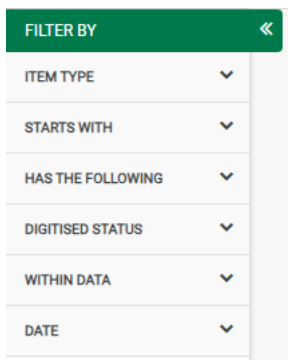 FILTER BY
ITEM TYPE
STARTS WITH
HAS THE FOLLOWING
DIGITISED STATUS
WITHIN DATA
DATE